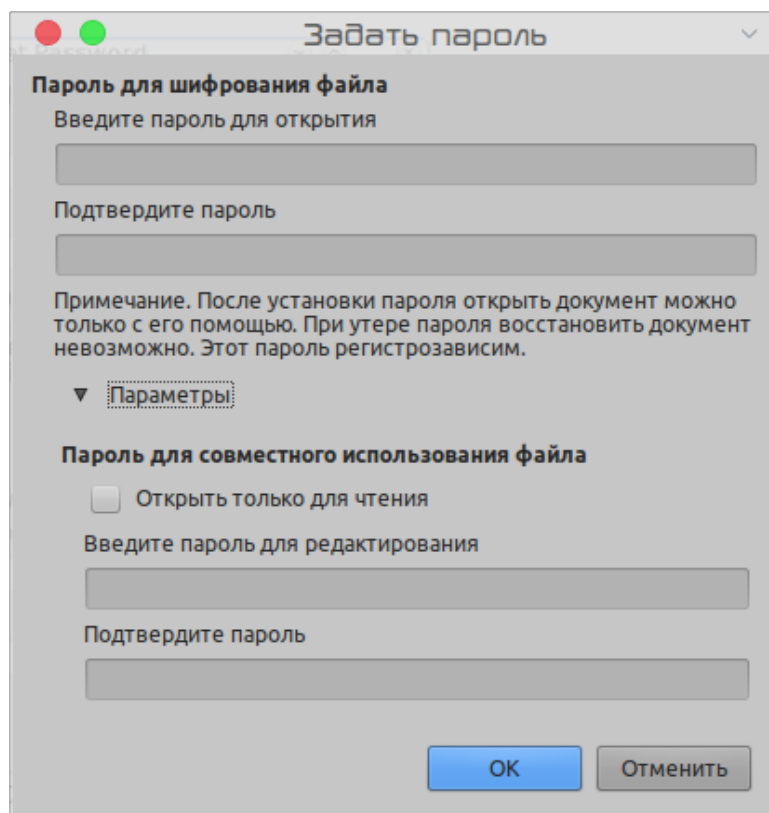 Задать пароль
et Password
Пароль для шифрования файла
Введите пароль для открытия
Подтвердите пароль
Примечание. После установки пароля открыть документ можно
только с его помощью. При утере пароля восстановить документ
невозможно. Этот пароль регистрозависим.
Параметры
Пароль для совместного использования файла
Открыть только для чтения
Введите пароль для редактирования
Подтвердите пароль
OK
Отменить